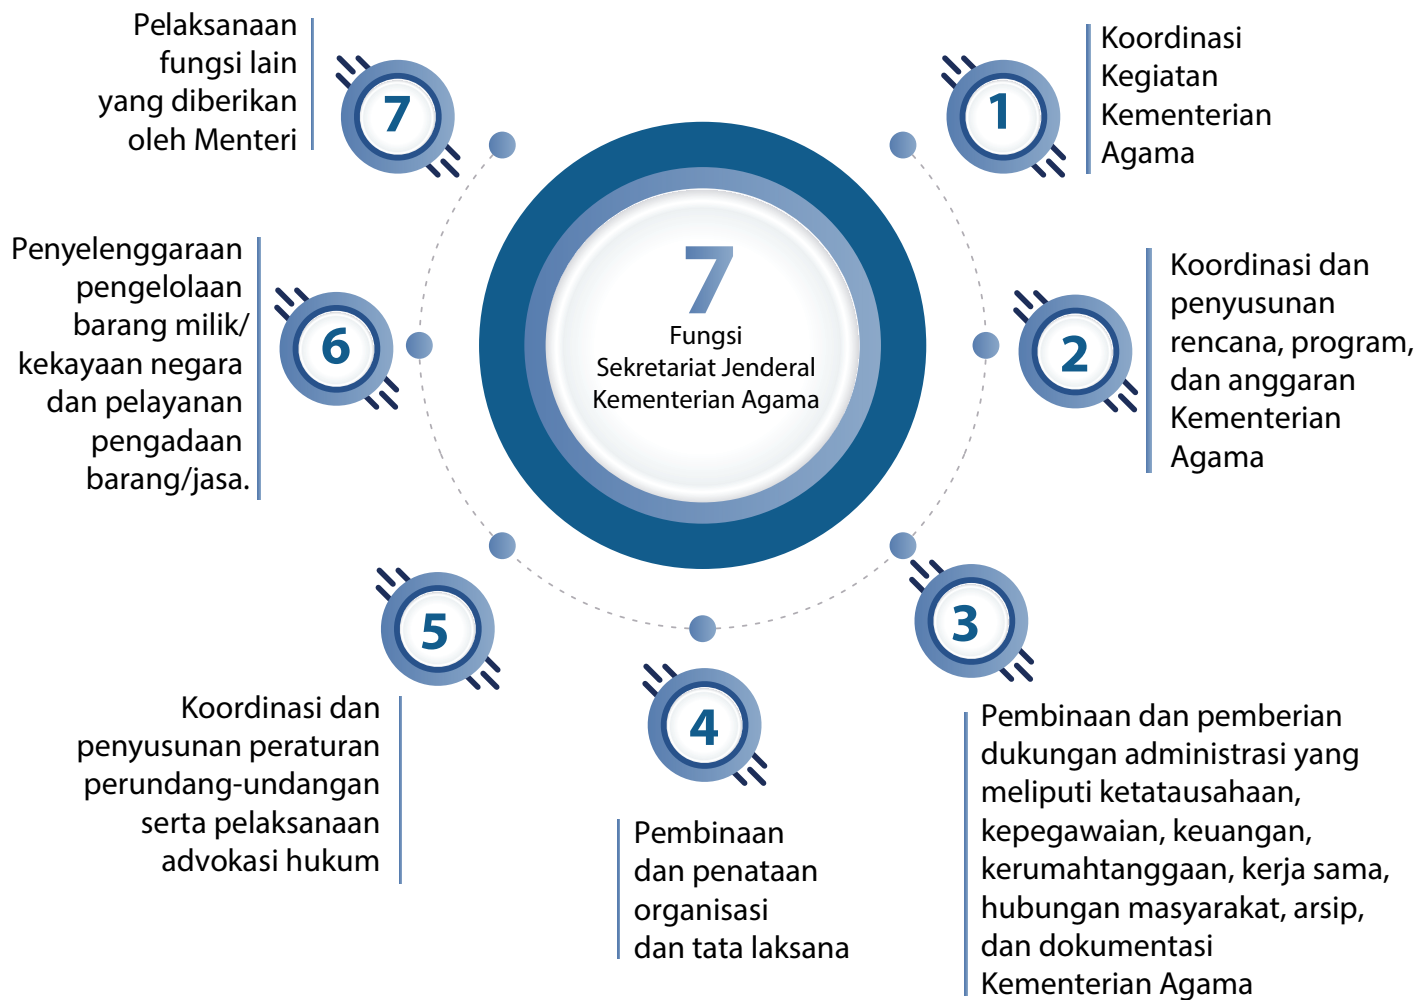 7
Fungsi
Sekretariat Jenderal
Kementerian Agama
1
Koordinasi
Kegiatan
Kementerian
Agama
2
Koordinasi dan
penyusunan
rencana, program,
dan anggaran
Kementerian
Agama
3
Pembinaan dan pemberian
dukungan administrasi yang
meliputi ketatausahaan,
kepegawaian, keuangan,
kerumahtanggaan, kerja sama,
hubungan masyarakat, arsip,
dan dokumentasi
Kementerian Agama
4
Pembinaan
dan penataan
organisasi
dan tata laksana
5
Koordinasi dan
penyusunan peraturan
perundang-undangan
serta pelaksanaan
advokasi hukum
6
Penyelenggaraan
pengelolaan
barang milik/
kekayaan negara
dan pelayanan
pengadaan
barang/jasa.
7
Pelaksanaan
fungsi lain
yang diberikan
oleh Menteri